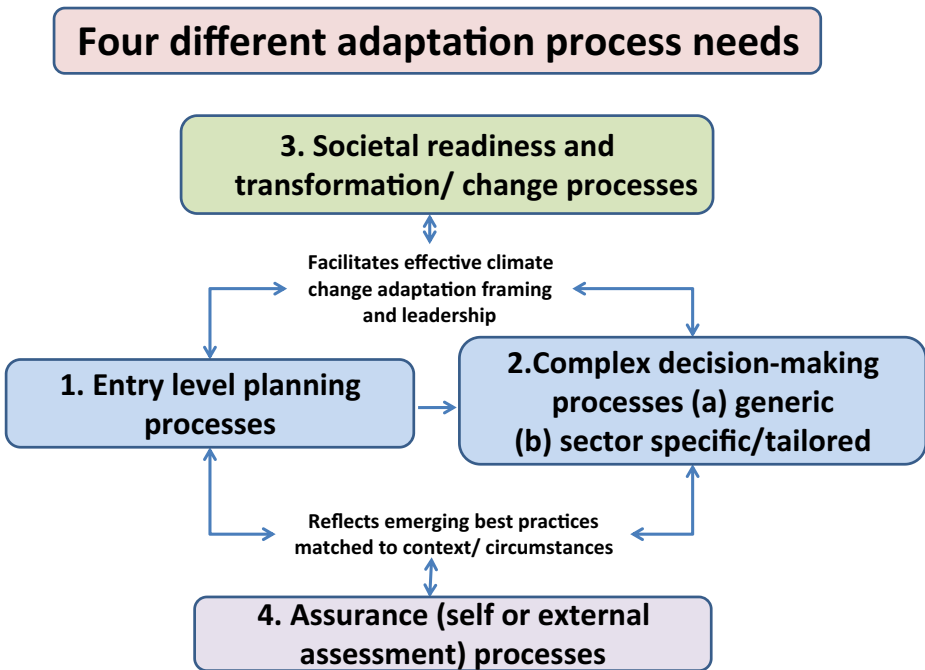 Four different adaptation process needs
3. Societal readiness and
transformation/ change processes
Facilitates effective climate
change adaptation framing
and leadership
1. Entry level planning
processes
2.Complex decision-making
processes (a) generic
(b) sector specific/tailored
Reflects emerging best practices
matched to context/ circumstances
4. Assurance (self or external
assessment) processes